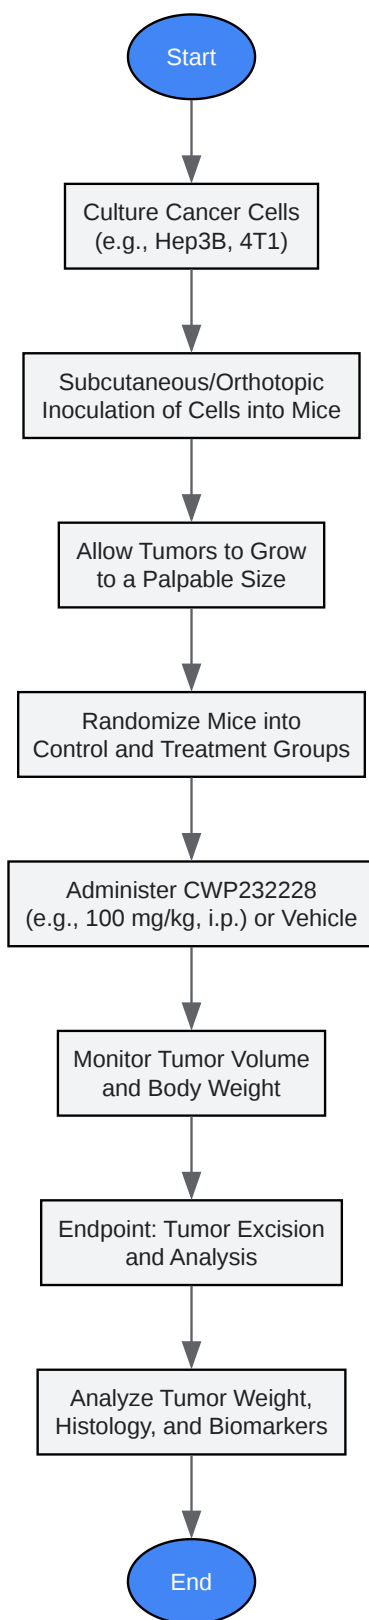 Start
Culture Cancer Cells
(e.g., Hep3B, 4T1)
Subcutaneous/Orthotopic
Inoculation of Cells into Mice
Allow Tumors to Grow
to a Palpable Size
Randomize Mice into
Control and Treatment Groups
Administer CWP232228
(e.g., 100 mg/kg, i.p.) or Vehicle
Monitor Tumor Volume
and Body Weight
Endpoint: Tumor Excision
and Analysis
Analyze Tumor Weight,
Histology, and Biomarkers
End